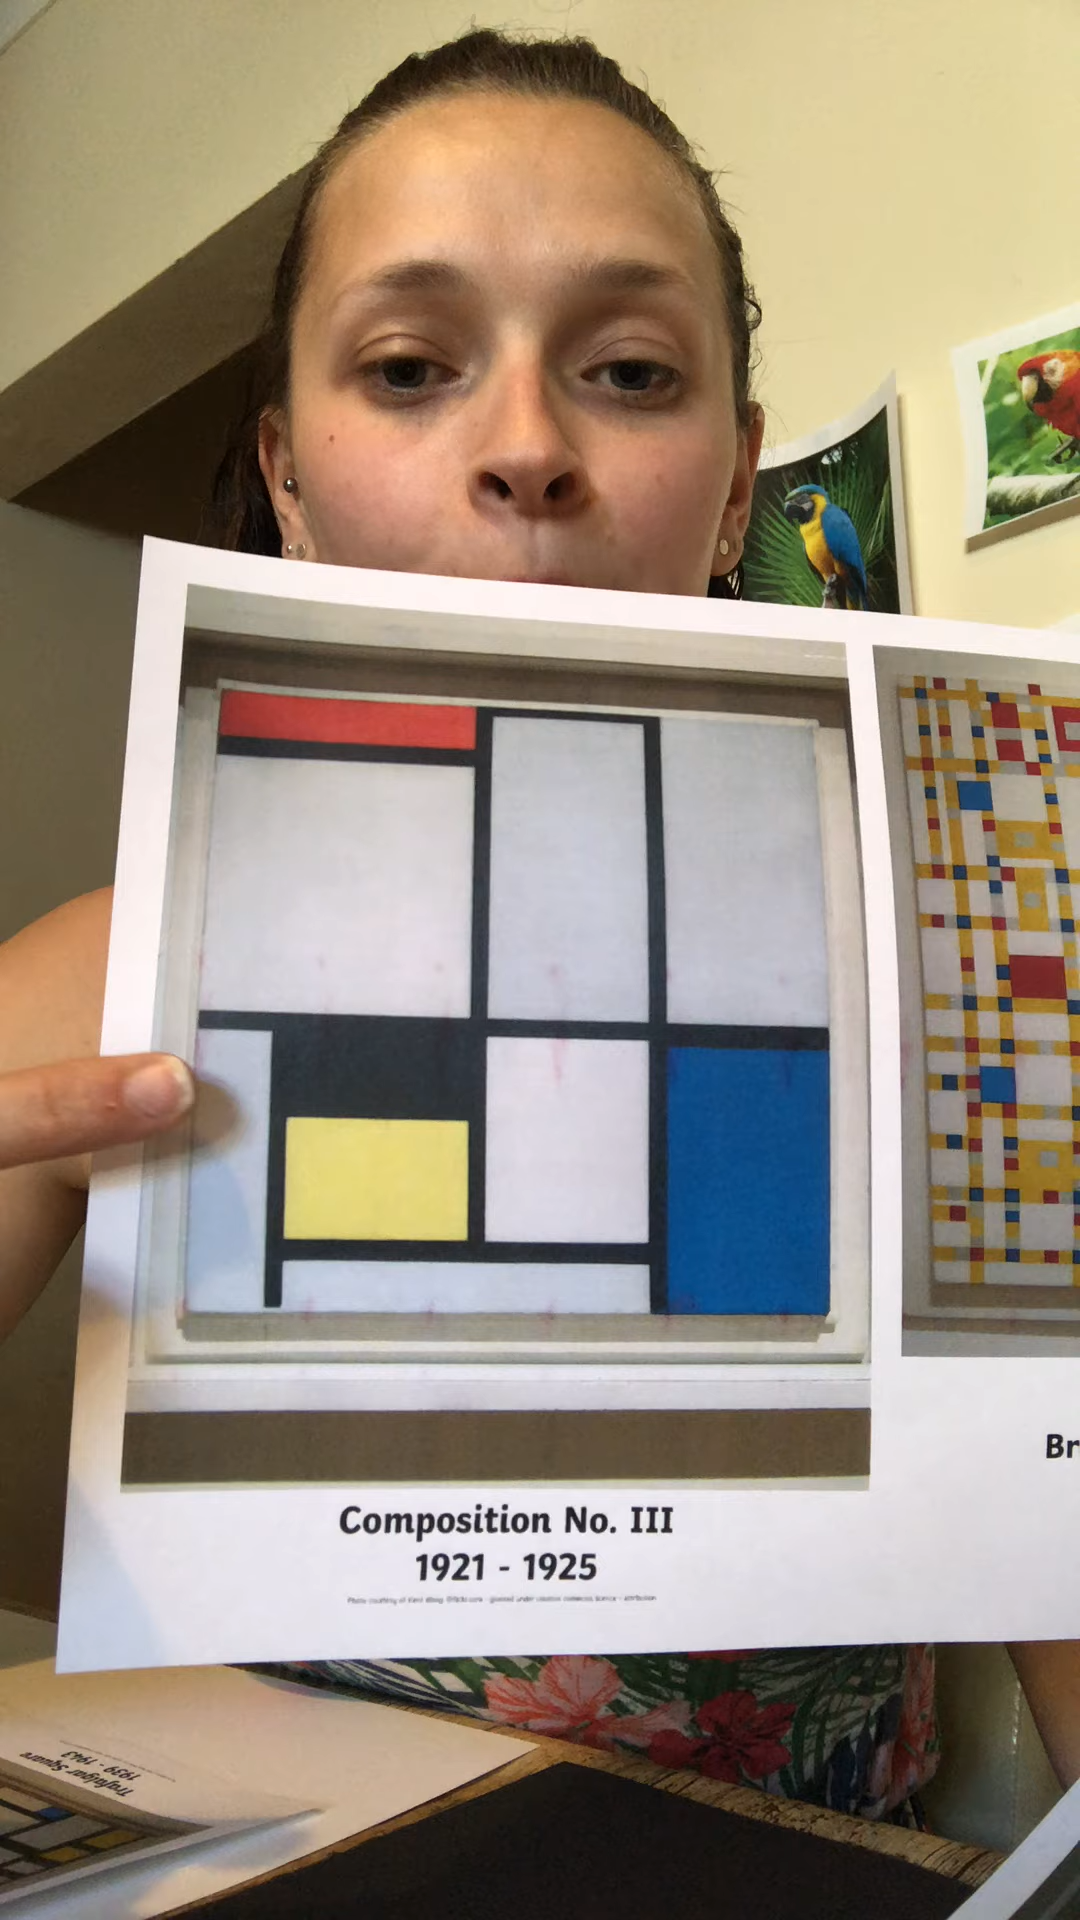 Composition No. III
1921 - 1925
Br
Trafalgar Square
1939 - 1943